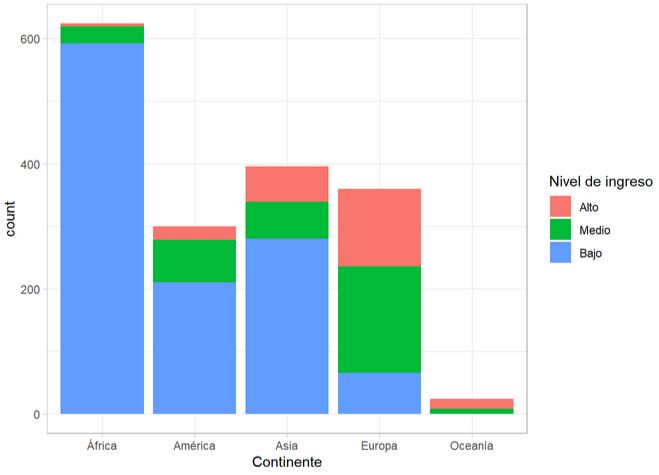 600
400
200
0
count
África
América
Asia
Europa
Oceanía
Continente
Nivel de ingreso
Alto
Medio
Bajo